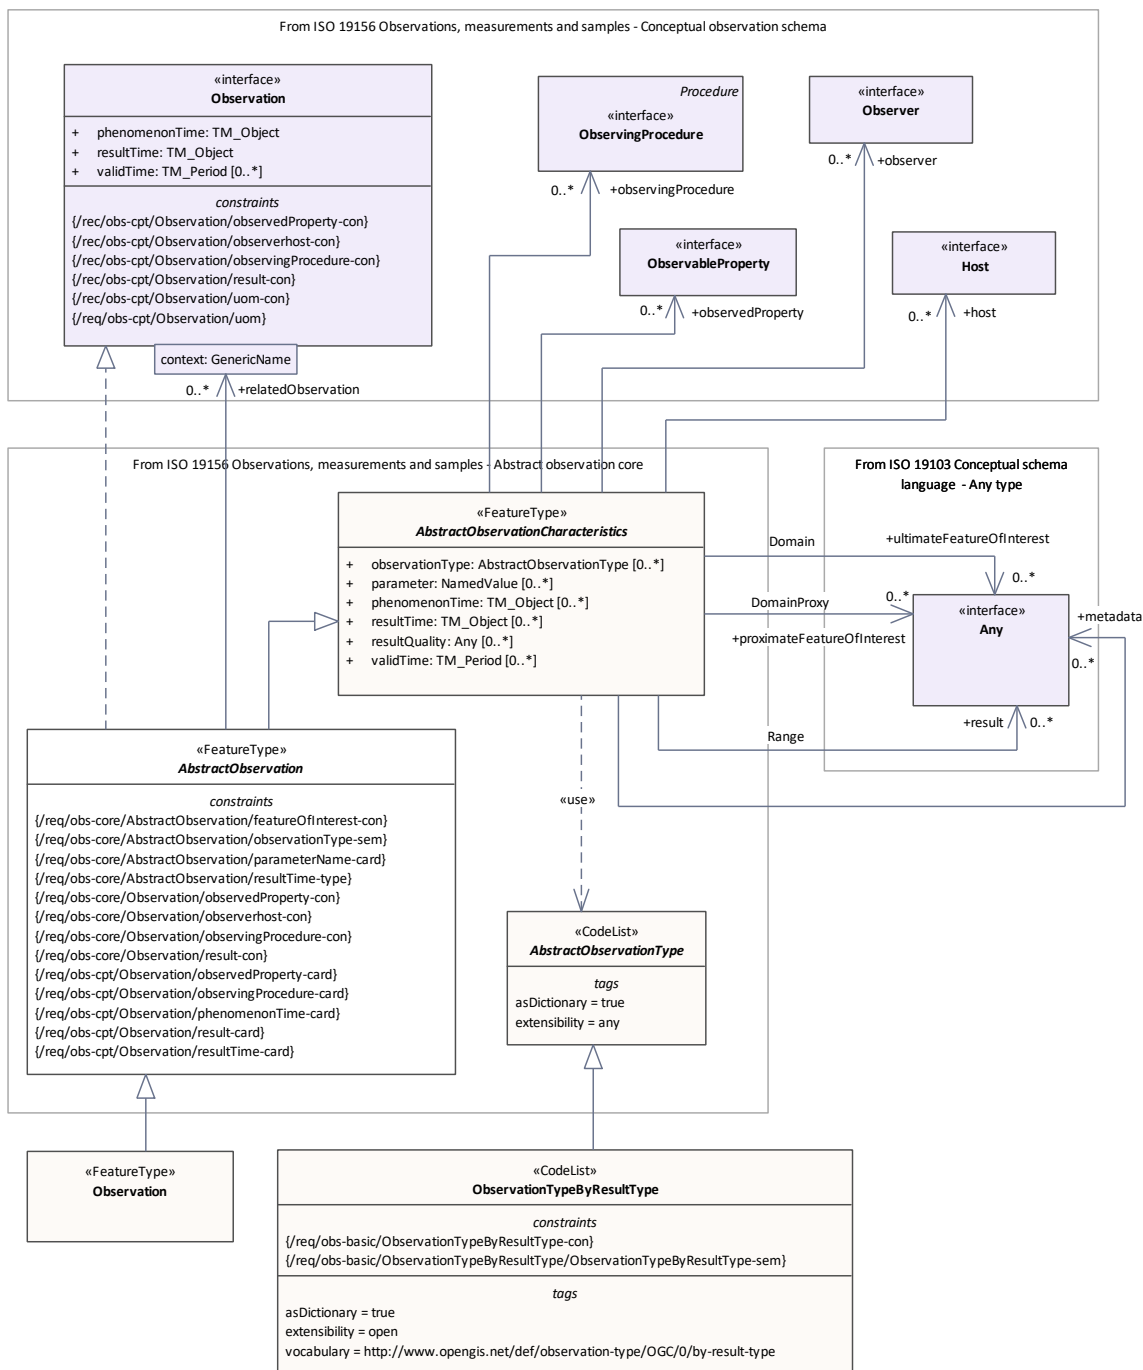 From ISO 19156 Observations, measurements and samples - Conceptual observation schema
«interface»
Observation
+ phenomenonTime: TM_Object
+ resultTime: TM_Object
+ validTime: TM_Period [0..*]
constraints
{/rec/obs-cpt/Observation/observedProperty-con}
{/rec/obs-cpt/Observation/observerhost-con}
{/rec/obs-cpt/Observation/observingProcedure-con}
{/rec/obs-cpt/Observation/result-con}
{/rec/obs-cpt/Observation/uom-con}
{/req/obs-cpt/Observation/uom}
context: GenericName
0..* +relatedObservation
Procedure
«interface»
ObservingProcedure
0..* +observingProcedure
«interface»
Observer
0..* +observer
«interface»
ObservableProperty
0..* +observedProperty
«interface»
Host
0..* +host
From ISO 19156 Observations, measurements and samples - Abstract observation core
From ISO 19103 Conceptual schema
language - Any type
«FeatureType»
AbstractObservationCharacteristics
+ observationType: AbstractObservationType [0..*]
+ parameter: NamedValue [0..*]
+ phenomenonTime: TM_Object [0..*]
+ resultTime: TM_Object [0..*]
+ resultQuality: Any [0..*]
+ validTime: TM_Period [0..*]
Domain
+ultimateFeatureOfInterest
0..*
DomainProxy
0..*
+proximateFeatureOfInterest
«interface»
Any
+metadata
0..*
+result 0..*
Range
«FeatureType»
AbstractObservation
constraints
{/req/obs-core/AbstractObservation/featureOfInterest-con}
{/req/obs-core/AbstractObservation/observationType-sem}
{/req/obs-core/AbstractObservation/parameterName-card}
{/req/obs-core/AbstractObservation/resultTime-type}
{/req/obs-core/Observation/observedProperty-con}
{/req/obs-core/Observation/observerhost-con}
{/req/obs-core/Observation/observingProcedure-con}
{/req/obs-core/Observation/result-con}
{/req/obs-cpt/Observation/observedProperty-card}
{/req/obs-cpt/Observation/observingProcedure-card}
{/req/obs-cpt/Observation/phenomenonTime-card}
{/req/obs-cpt/Observation/result-card}
{/req/obs-cpt/Observation/resultTime-card}
«use»
«CodeList»
AbstractObservationType
tags
asDictionary = true
extensibility = any
«FeatureType»
Observation
«CodeList»
ObservationTypeByResultType
constraints
{/req/obs-basic/ObservationTypeByResultType-con}
{/req/obs-basic/ObservationTypeByResultType/ObservationTypeByResultType-sem}
tags
asDictionary = true
extensibility = open
vocabulary = http://www.opengis.net/def/observation-type/OGC/0/by-result-type